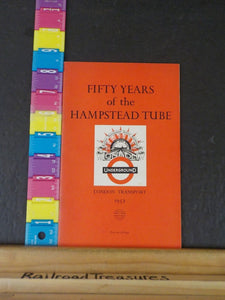 FIFTY YEARS
of the
HAMPSTEAD TUBE
UNDERGROUND
LONDON TRANSPORT
1957
Railroad Treasures